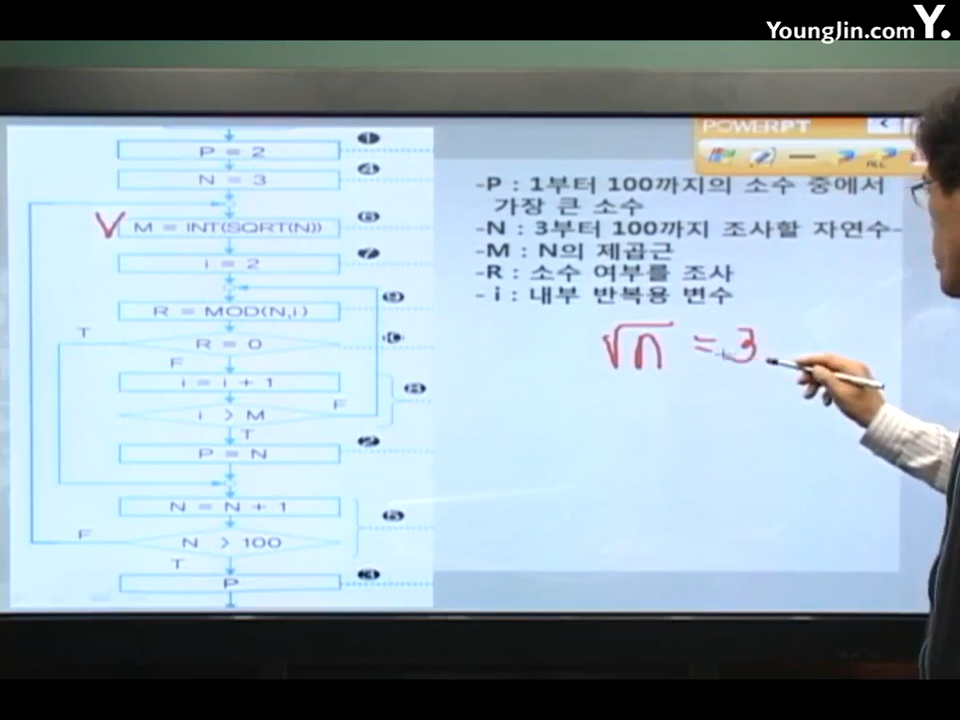 YoungJin.com Y.
POWERPT
ALL
P = 2
N = 3
V M = INT(SQRT(N))
i = 2
R = MOD(N,i)
T
R = 0
F
i = i + 1
i > M F
T
P = N
N = N + 1
F
N > 100
T
P
-P : 1부터 100까지의 소수 중에서
가장 큰 소수
-N : 3부터 100까지 조사할 자연수
-M : N의 제곱근
-R : 소수 여부를 조사
-i : 내부 반복용 변수
√n = 3